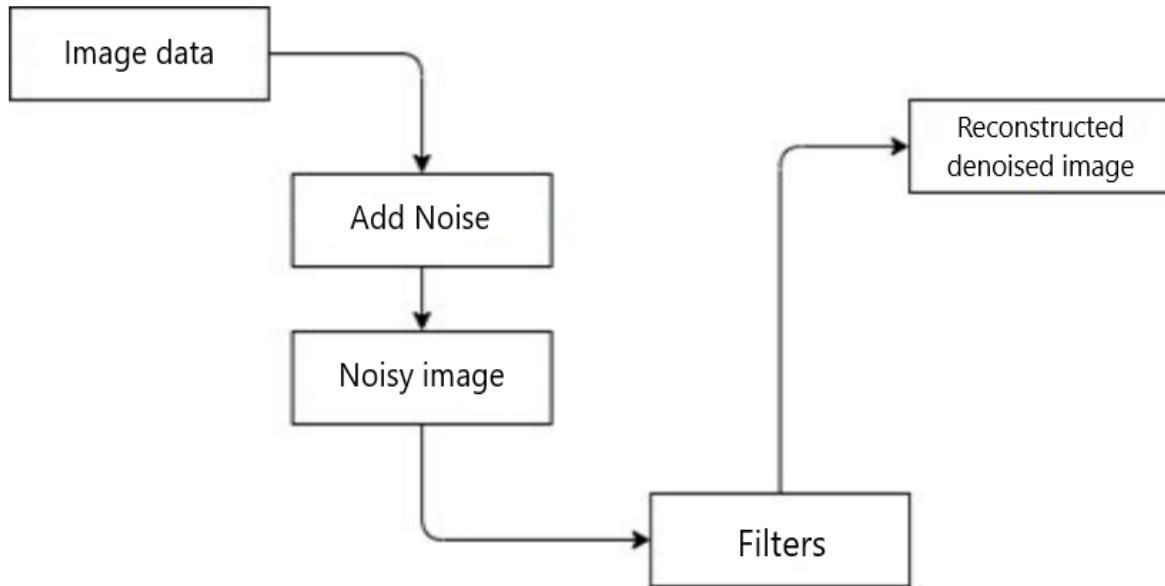 Image data
Add Noise
Noisy image
Filters
Reconstructed
denoised image